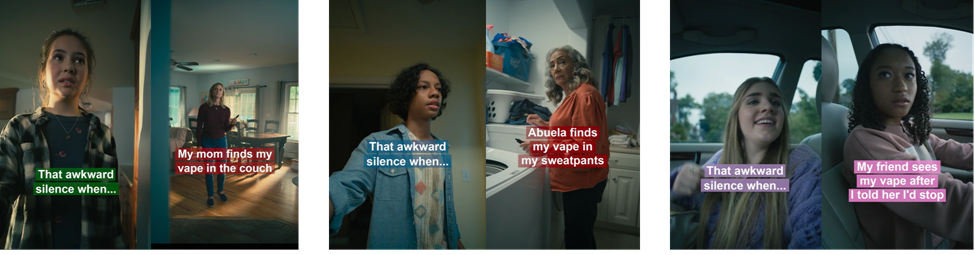 That awkward
silence when...
My mom finds my
vape in the couch
That awkward
silence when...
Abuela finds
my vape in
my sweatpants
That awkward
silence when...
My friend sees
my vape after
I told her I'd stop